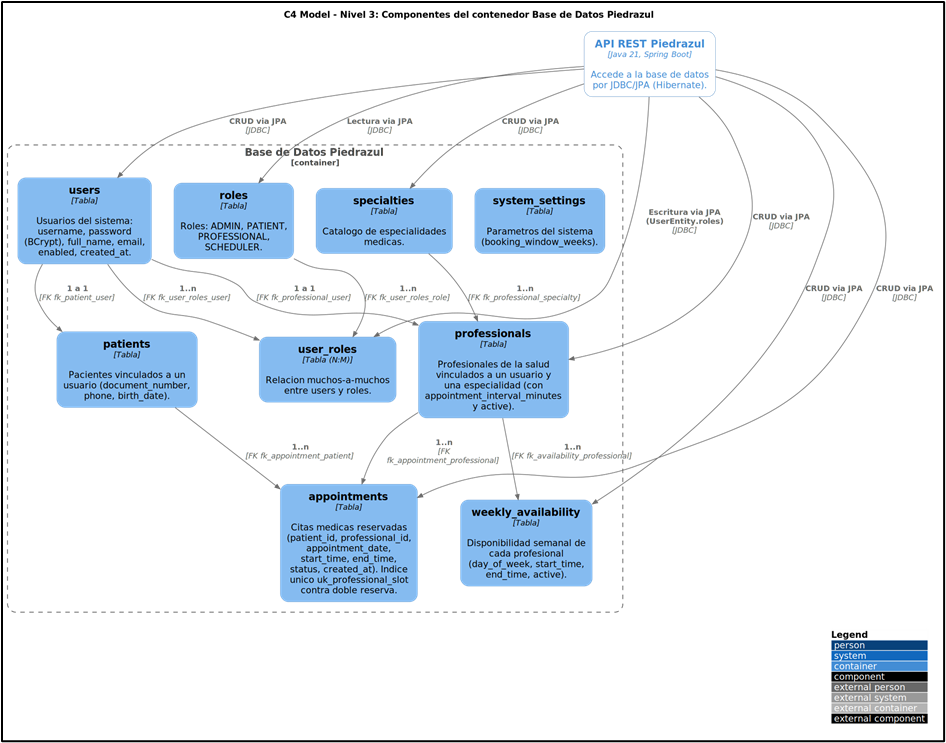 C4 Model - Nivel 3: Componentes del contenedor Base de Datos Piedrazul
API REST Piedrazul
[Java 21, Spring Boot]
Accede a la base de datos
por JDBC/JPA (Hibernate).
CRUD via JPA
[JDBC]
Lectura via JPA
[JDBC]
CRUD via JPA
[JDBC]
Base de Datos Piedrazul
[container]
users
[Tabla]
Usuarios del sistema:
username, password
(BCrypt), full_name, email,
enabled, created_at.
roles
[Tabla]
Roles: ADMIN, PATIENT,
PROFESSIONAL,
SCHEDULER.
specialties
[Tabla]
Catalogo de especialidades
medicas.
system_settings
[Tabla]
Parametros del sistema
(booking_window_weeks).
Escritura via JPA
(UserEntity.roles)
[JDBC]
CRUD via JPA
[JDBC]
1 a 1
[FK fk_patient_user]
1..n
[FK fk_user_roles_user]
1 a 1
[FK fk_professional_user]
1..n
[FK fk_user_roles_role]
1..n
[FK fk_professional_specialty]
CRUD via JPA
[JDBC]
CRUD via JPA
[JDBC]
patients
[Tabla]
Pacientes vinculados a un
usuario (document_number,
phone, birth_date).
user_roles
[Tabla (N:M)]
Relacion muchos-a-muchos
entre users y roles.
professionals
[Tabla]
Profesionales de la salud
vinculados a un usuario y
una especialidad (con
appointment_interval_minutes
y active).
1..n
[FK fk_appointment_patient]
1..n
[FK
fk_appointment_professional]
1..n
[FK fk_availability_professional]
appointments
[Tabla]
Citas medicas reservadas
(patient_id, professional_id,
appointment_date,
start_time, end_time,
status, created_at). Indice
unico uk_professional_slot
contra doble reserva.
weekly_availability
[Tabla]
Disponibilidad semanal de
cada profesional
(day_of_week, start_time,
end_time, active).
Legend
person
system
container
component
external person
external system
external container
external component